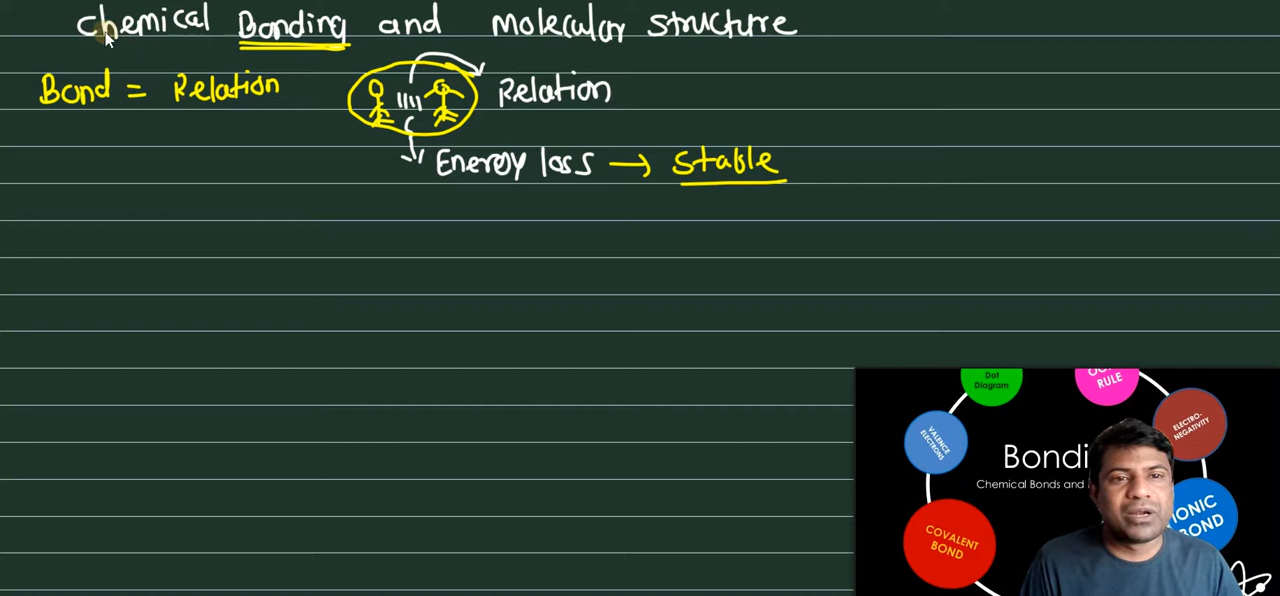 Chemical Bonding and molecular structure
Bond = Relation
Relation
Energy loss → stable
Dot
Diagram
RULE
VALENCE
ELECTRONS
ELECTRO-
NEGATIVITY
Chemical Bonds and
COVALENT
BOND
IONIC
BOND